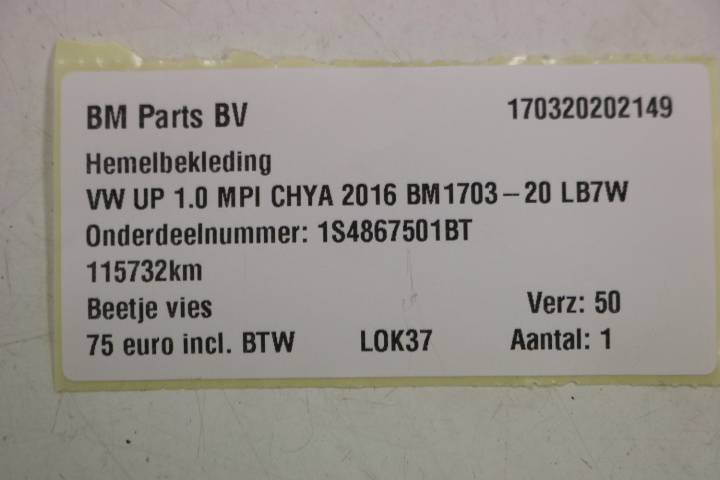 BM Parts BV 170320202149
Hemelbekleding
VW UP 1.0 MPI CHYA 2016 BM1703-20 LB7W
Onderdeelnummer: 1S4867501BT
115732km
Beetje vies Verz: 50
75 euro incl. BTW LOK37 Aantal: 1